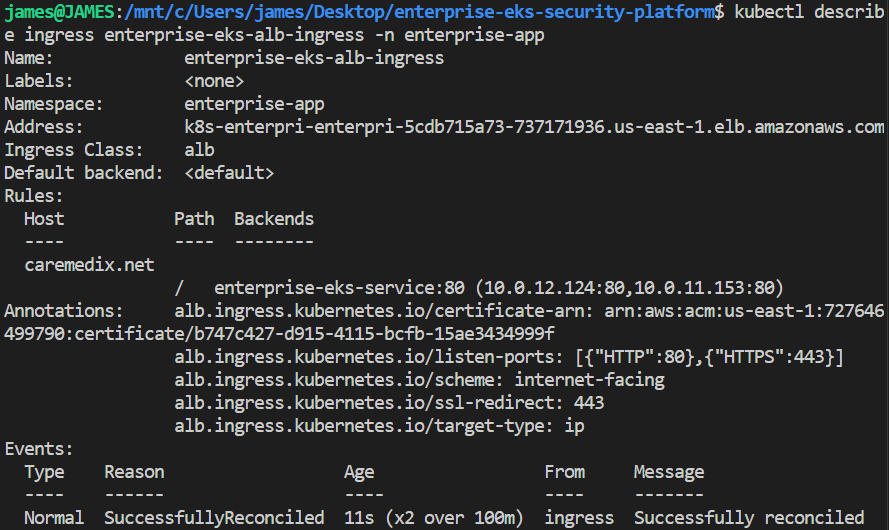 james@JAMES:/mnt/c/Users/james/Desktop/enterprise-eks-security-platform$ kubectl describ
e ingress enterprise-eks-alb-ingress -n enterprise-app
Name:             enterprise-eks-alb-ingress
Labels:           <none>
Namespace:        enterprise-app
Address:          k8s-enterpri-enterpri-5cdb715a73-737171936.us-east-1.elb.amazonaws.com
Ingress Class:    alb
Default backend:  <default>
Rules:
  Host           Path  Backends
  ----           ----  --------
  caremedix.net
                 /   enterprise-eks-service:80 (10.0.12.124:80,10.0.11.153:80)
Annotations:     alb.ingress.kubernetes.io/certificate-arn: arn:aws:acm:us-east-1:727646
499790:certificate/b747c427-d915-4115-bcfb-15ae3434999f
                 alb.ingress.kubernetes.io/listen-ports: [{"HTTP":80},{"HTTPS":443}]
                 alb.ingress.kubernetes.io/scheme: internet-facing
                 alb.ingress.kubernetes.io/ssl-redirect: 443
                 alb.ingress.kubernetes.io/target-type: ip
Events:
  Type    Reason                  Age                 From     Message
  ----    ------                  ----                ----     -------
  Normal  SuccessfullyReconciled  11s (x2 over 100m)  ingress  Successfully reconciled